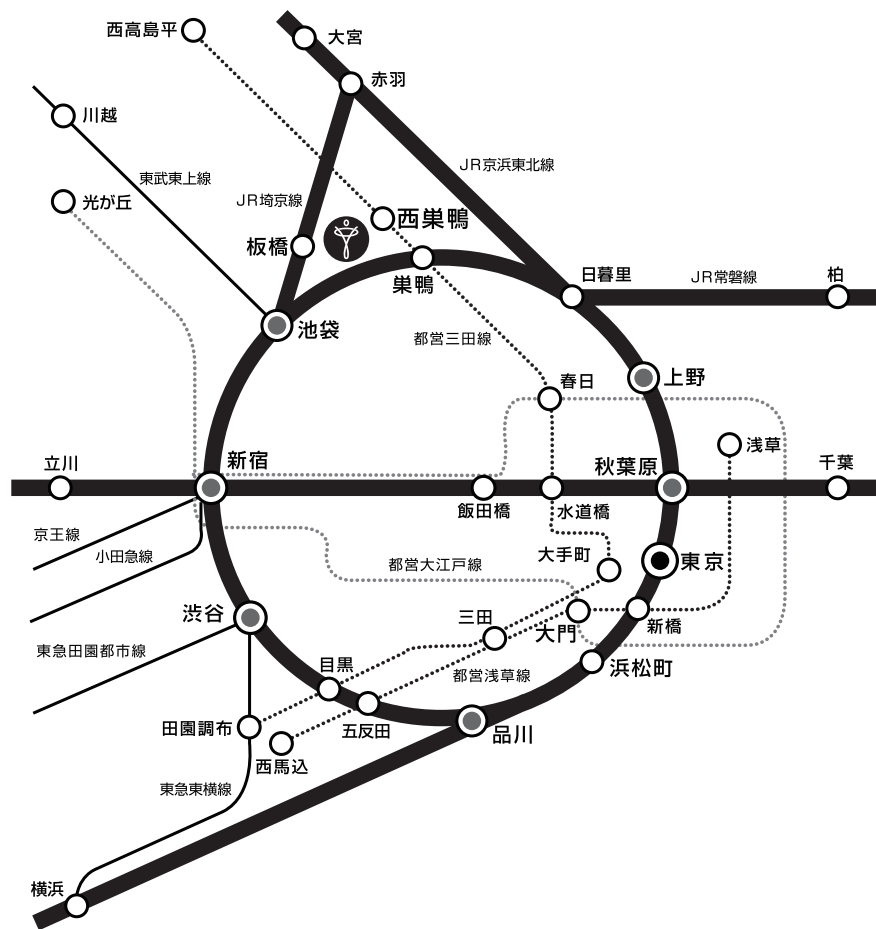 西高島平
大宮
赤羽
川越
東武東上線
JR京浜東北線
光が丘
JR埼京線
西巣鴨
板橋
巣鴨
日暮里
JR常磐線
柏
池袋
都営三田線
春日
上野
浅草
立川
新宿
秋葉原
千葉
飯田橋
水道橋
京王線
小田急線
大手町
東京
都営大江戸線
渋谷
三田
大門
新橋
東急田園都市線
目黒
都営浅草線
浜松町
田園調布
五反田
品川
西馬込
東急東横線
横浜